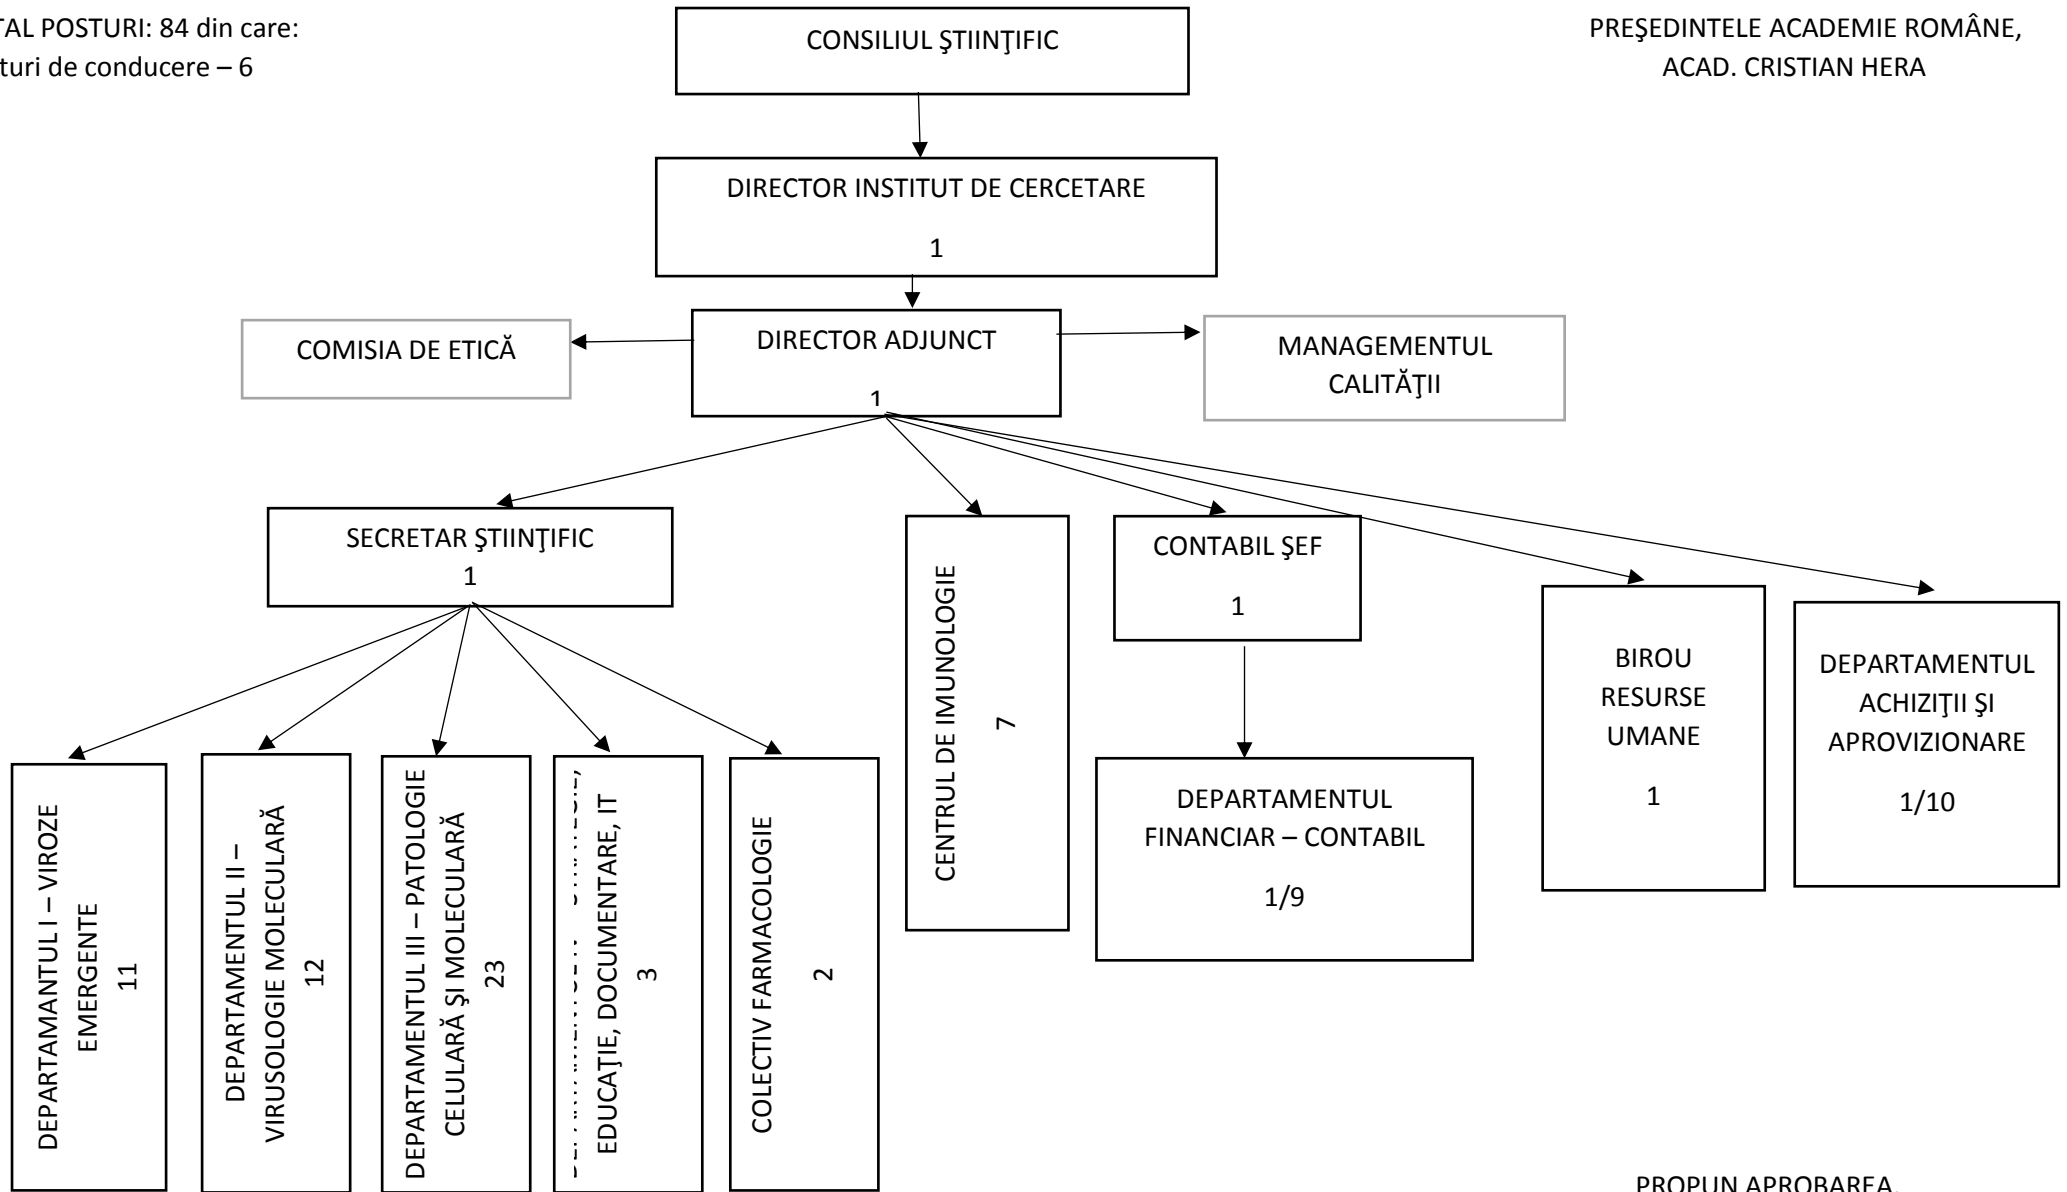 TAL POSTURI: 84 din care:
turi de conducere – 6
CONSILIUL ŞTIINŢIFIC
PREŞEDINTELE ACADEMIE ROMÂNE,
ACAD. CRISTIAN HERA
DIRECTOR INSTITUT DE CERCETARE
1
COMISIA DE ETICĂ
DIRECTOR ADJUNCT
1
MANAGEMENTUL
CALITĂŢII
SECRETAR ŞTIINŢIFIC
1
CENTRUL DE IMUNOLOGIE
7
CONTABIL ŞEF
1
BIROU
RESURSE
UMANE
1
DEPARTAMENTUL
ACHIZIŢII ŞI
APROVIZIONARE
1/10
DEPARTAMANTUL I – VIROZE
EMERGENTE
11
DEPARTAMENTUL II –
VIRUSOLOGIE MOLECULARĂ
12
DEPARTAMENTUL III – PATOLOGIE
CELULARĂ ŞI MOLECULARĂ
23
EDUCAŢIE, DOCUMENTARE, IT
3
COLECTIV FARMACOLOGIE
2
DEPARTAMENTUL
FINANCIAR – CONTABIL
1/9
PROPUN APROBAREA,